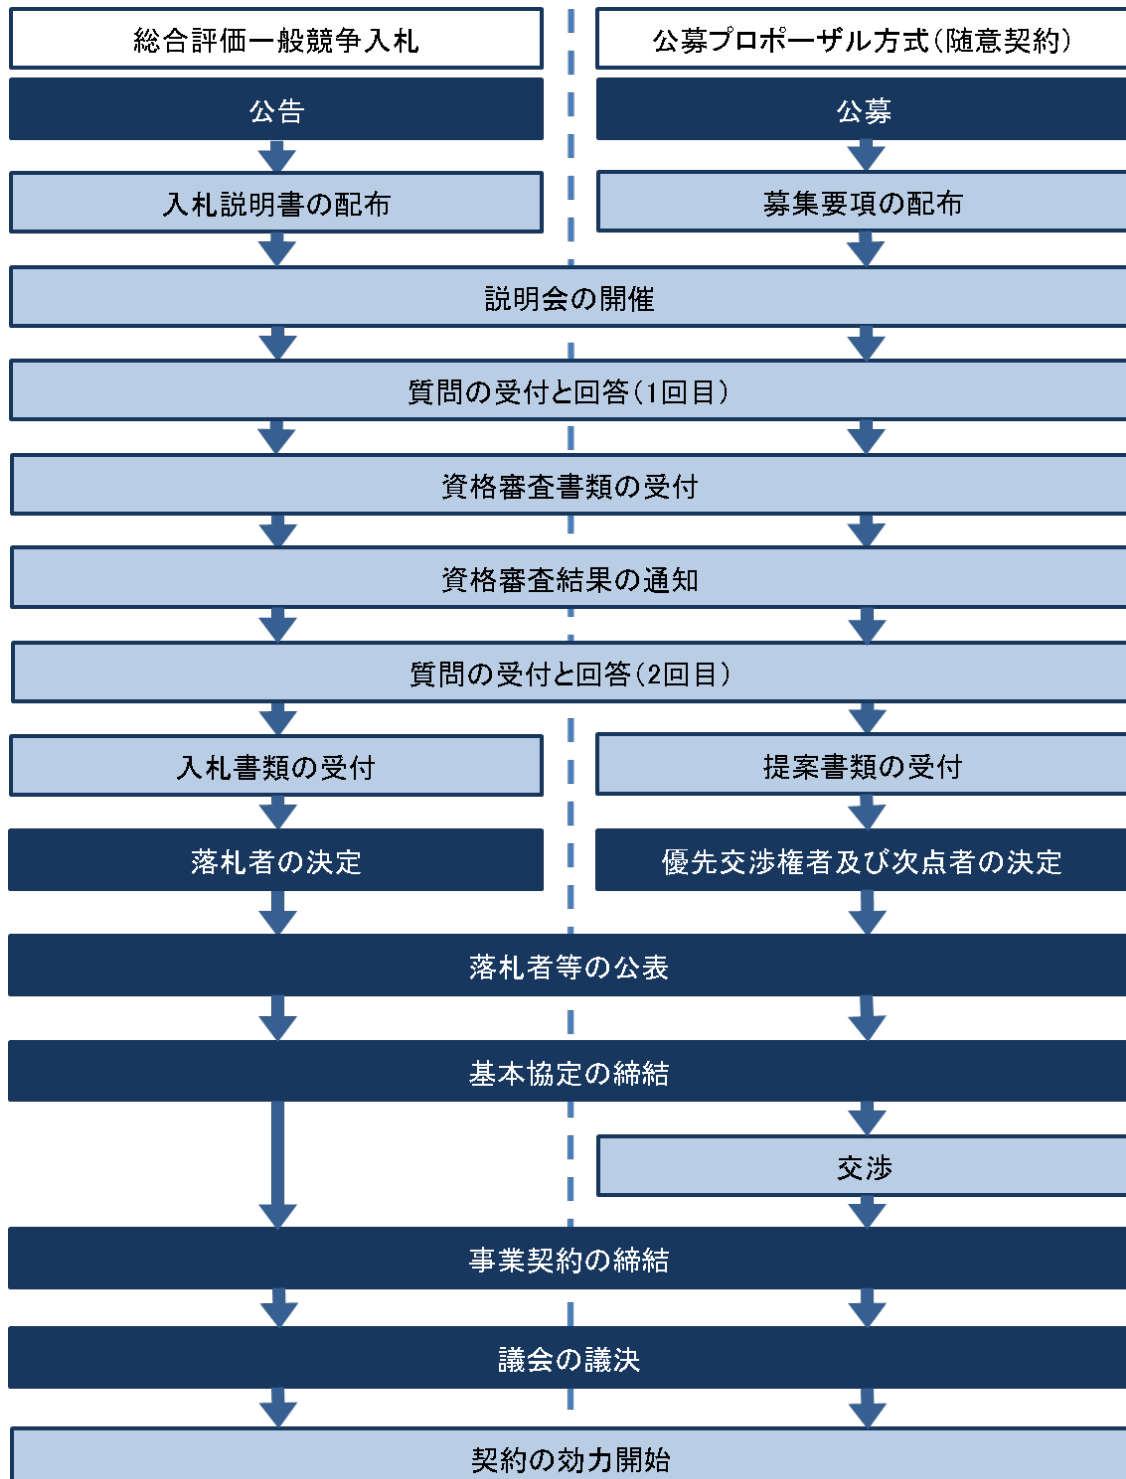 総合評価一般競争入札
公募プロポーザル方式(随意契約)
公告
公募
入札説明書の配布
募集要項の配布
説明会の開催
質問の受付と回答(1回目)
資格審査書類の受付
資格審査結果の通知
質問の受付と回答(2回目)
入札書類の受付
提案書類の受付
落札者の決定
優先交渉権者及び次点者の決定
落札者等の公表
基本協定の締結
交渉
事業契約の締結
議会の議決
契約の効力開始